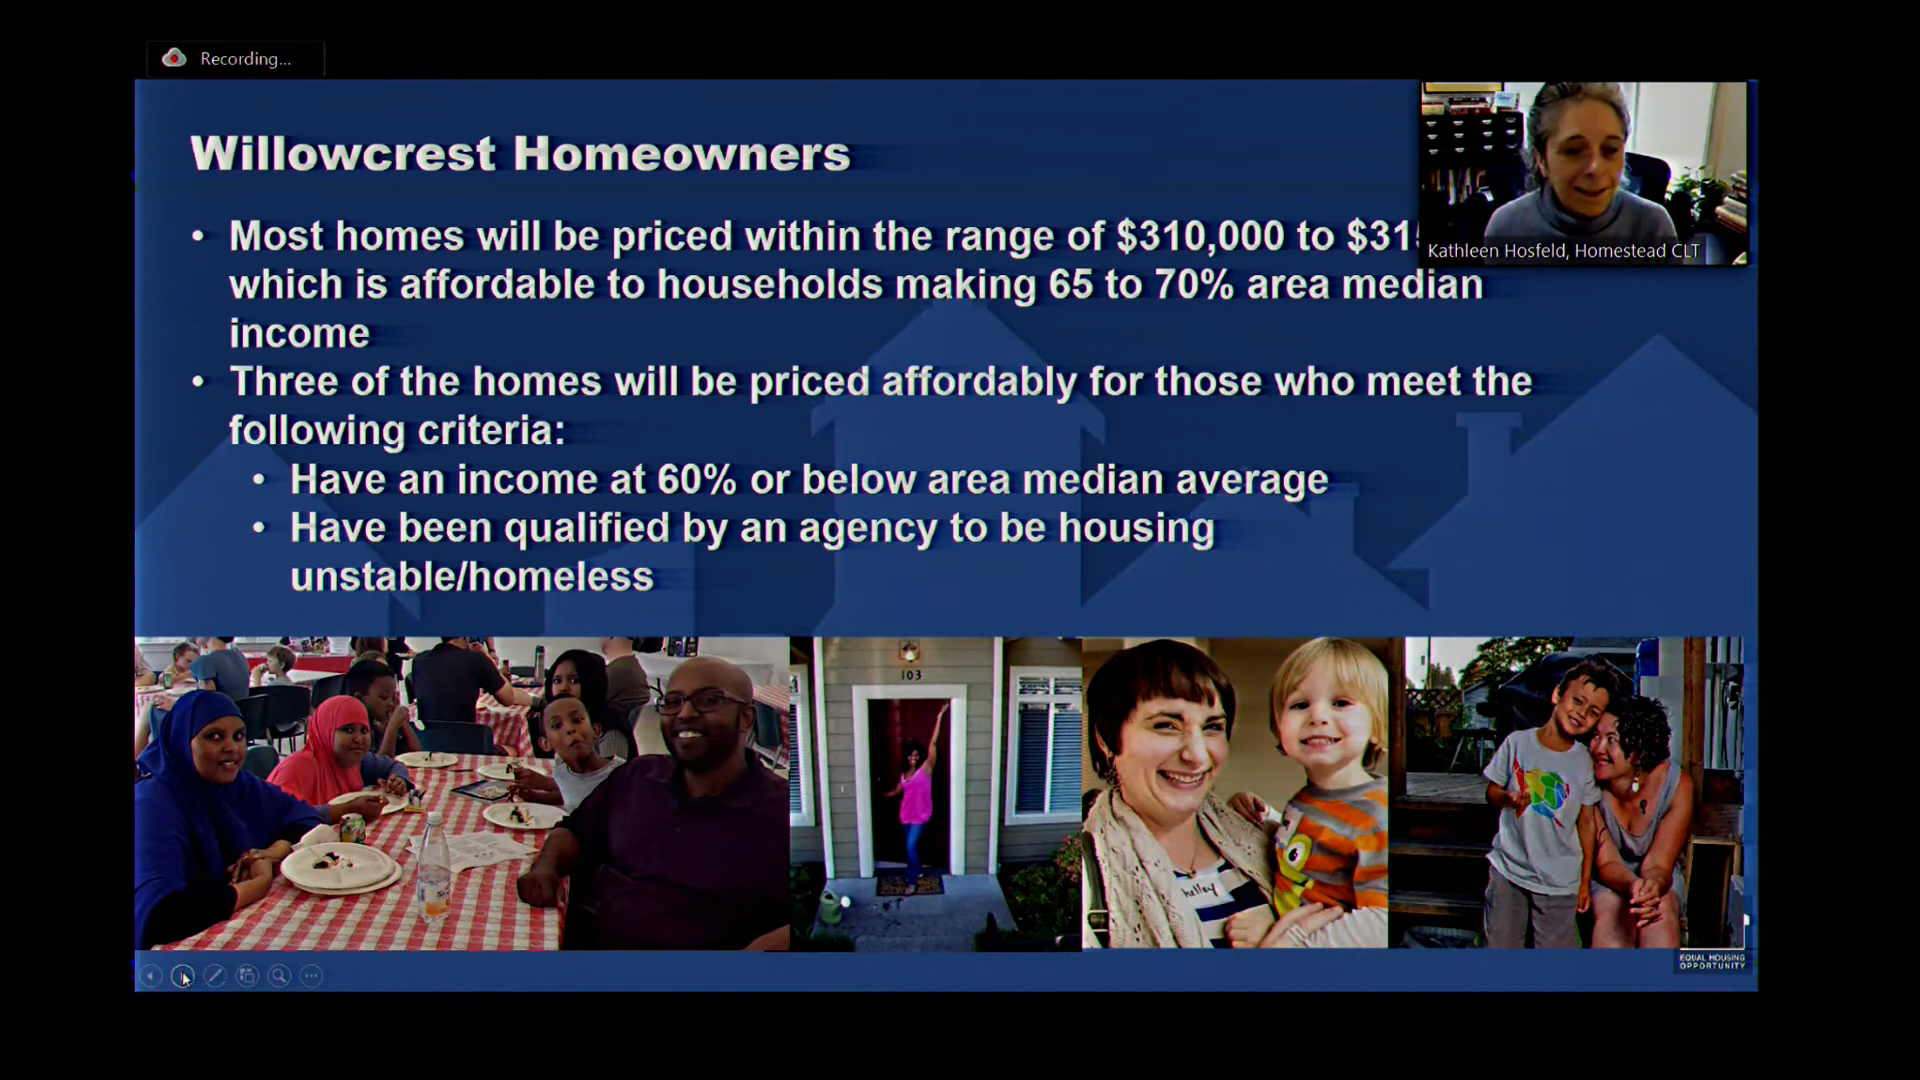 Recording...
Willowcrest Homeowners
• Most homes will be priced within the range of $310,000 to
which is affordable to households making 65 to 70% area median
income
• Three of the homes will be priced affordably for those who meet the
following criteria:
• Have an income at 60% or below area median average
• Have been qualified by an agency to be housing
unstable/homeless
Kathleen Hosfeld, Homestead CLT
103
EQUAL HOUSING
OPPORTUNITY